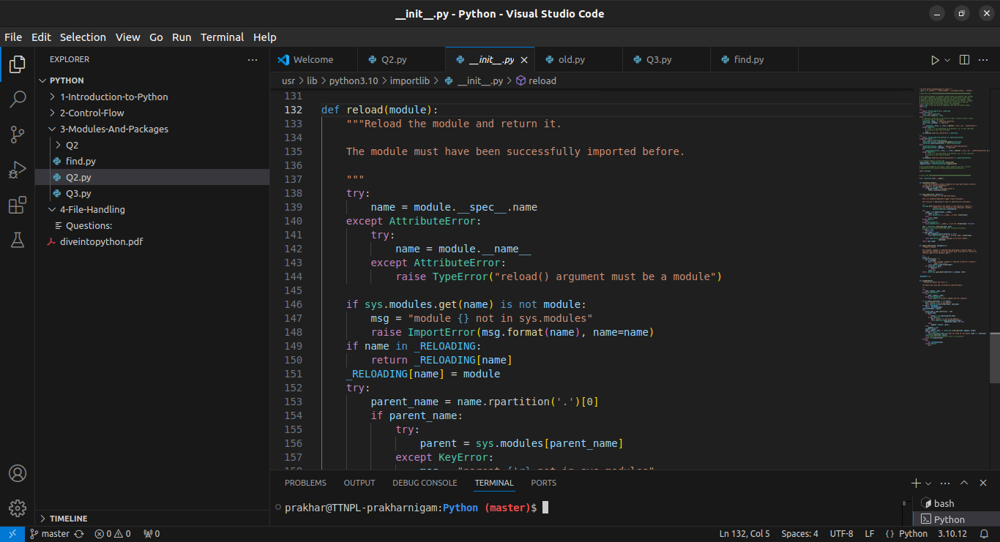 __init__.py - Python - Visual Studio Code
File Edit Selection View Go Run Terminal Help
EXPLORER
PYTHON
1-Introduction-to-Python
2-Control-Flow
3-Modules-And-Packages
Q2
find.py
Q2.py
Q3.py
4-File-Handling
Questions:
diveintopython.pdf
TIMELINE
Welcome Q2.py __init__.py old.py Q3.py find.py
usr > lib > python3.10 > importlib > __init__.py > reload
131
132 def reload(module):
133     """Reload the module and return it.
134
135     The module must have been successfully imported before.
136
137     """
138     try:
139         name = module.__spec__.name
140     except AttributeError:
141         try:
142             name = module.__name__
143         except AttributeError:
144             raise TypeError("reload() argument must be a module")
145
146     if sys.modules.get(name) is not module:
147         msg = "module {} not in sys.modules"
148         raise ImportError(msg.format(name), name=name)
149     if name in _RELOADING:
150         return _RELOADING[name]
151     _RELOADING[name] = module
152     try:
153         parent_name = name.rpartition('.')[0]
154         if parent_name:
155             try:
156                 parent = sys.modules[parent_name]
157             except KeyError:
158                 msg = "parent {!r} not in sys.modules"
PROBLEMS OUTPUT DEBUG CONSOLE TERMINAL PORTS
prakhar@TTNPL-prakharnigam:Python (master)$
bash
Python
master 0 0 0 Ln 132, Col 5 Spaces: 4 UTF-8 LF {} Python 3.10.12